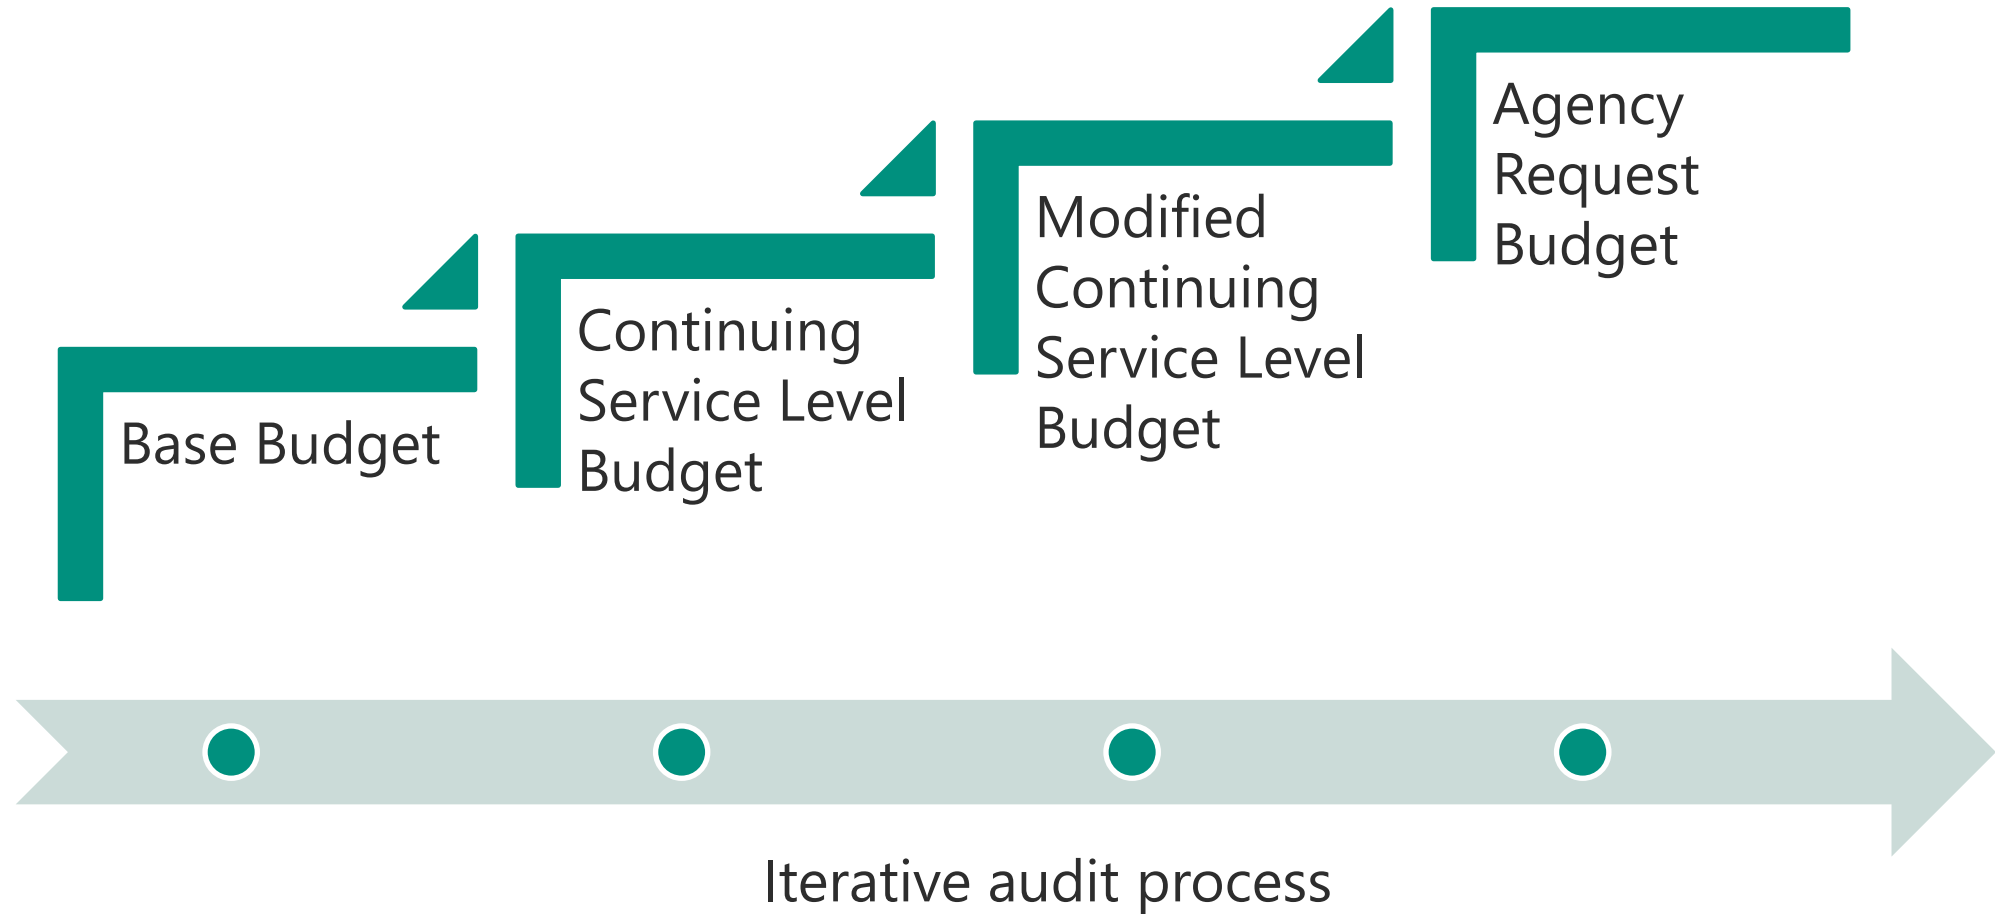 Base Budget
Continuing
Service Level
Budget
Modified
Continuing
Service Level
Budget
Agency
Request
Budget
Iterative audit process